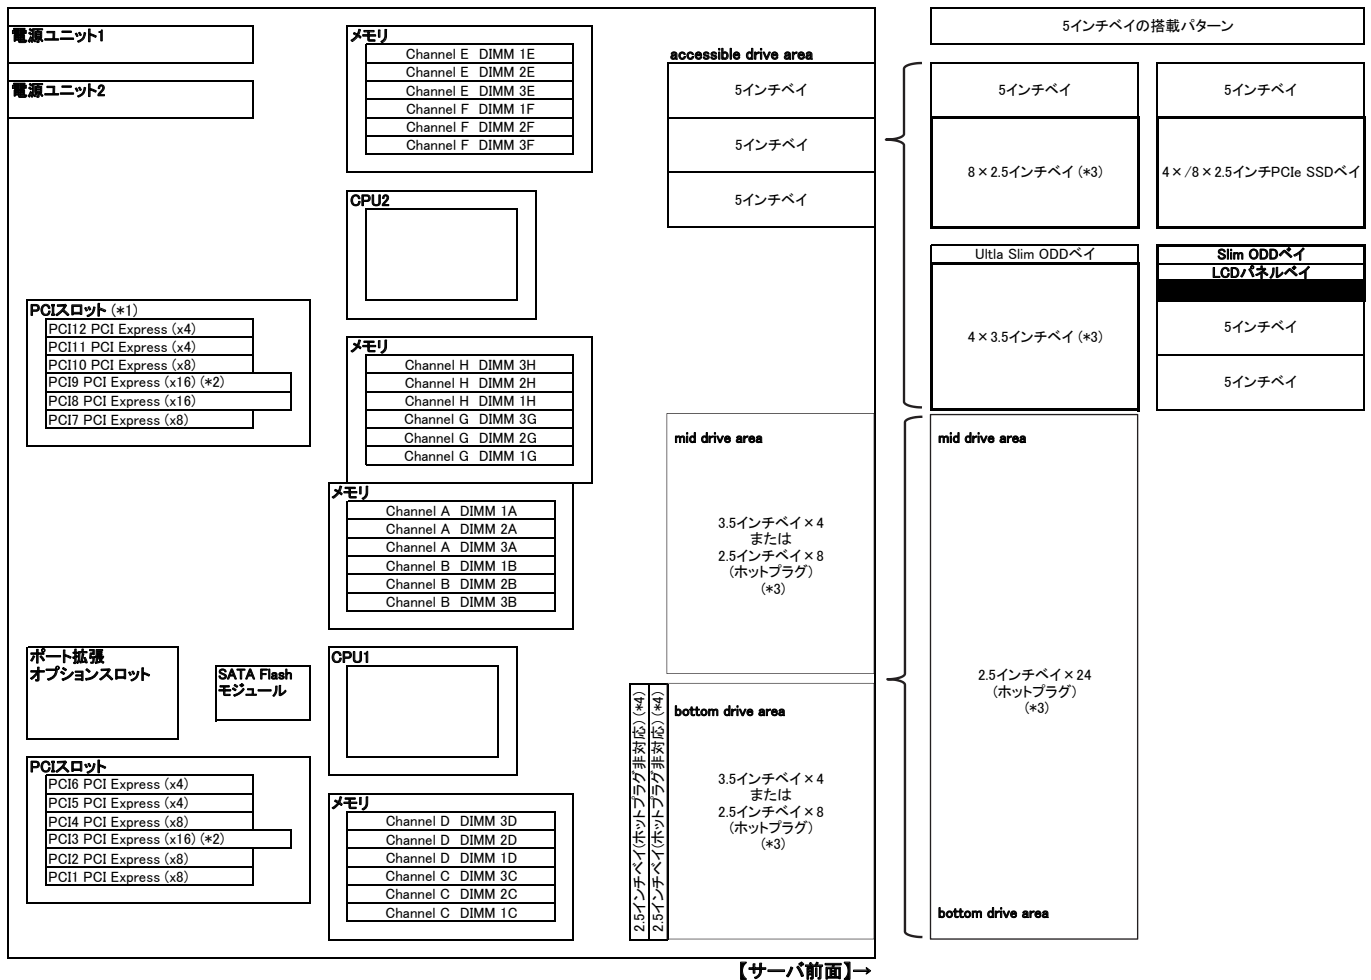 電源ユニット1
電源ユニット2
メモリ
Channel E DIMM 1E
Channel E DIMM 2E
Channel E DIMM 3E
Channel F DIMM 1F
Channel F DIMM 2F
Channel F DIMM 3F
CPU2
PCIスロット (*1)
PCI12 PCI Express (x4)
PCI11 PCI Express (x4)
PCI10 PCI Express (x8)
PCI9 PCI Express (x16) (*2)
PCI8 PCI Express (x16)
PCI7 PCI Express (x8)
メモリ
Channel H DIMM 3H
Channel H DIMM 2H
Channel H DIMM 1H
Channel G DIMM 3G
Channel G DIMM 2G
Channel G DIMM 1G
メモリ
Channel A DIMM 1A
Channel A DIMM 2A
Channel A DIMM 3A
Channel B DIMM 1B
Channel B DIMM 2B
Channel B DIMM 3B
ポート拡張
オプションスロット
SATA Flash
モジュール
CPU1
PCIスロット
PCI6 PCI Express (x4)
PCI5 PCI Express (x4)
PCI4 PCI Express (x8)
PCI3 PCI Express (x16) (*2)
PCI2 PCI Express (x8)
PCI1 PCI Express (x8)
メモリ
Channel D DIMM 3D
Channel D DIMM 2D
Channel D DIMM 1D
Channel C DIMM 3C
Channel C DIMM 2C
Channel C DIMM 1C
accessible drive area
5インチベイ
5インチベイ
5インチベイ
mid drive area
3.5インチベイ×4
または
2.5インチベイ×8
(ホットプラグ)
(*3)
2.5インチベイ(ホットプラグ非対応) (*4)
2.5インチベイ(ホットプラグ非対応) (*4)
bottom drive area
3.5インチベイ×4
または
2.5インチベイ×8
(ホットプラグ)
(*3)
【サーバ前面】→
5インチベイの搭載パターン
5インチベイ
8×2.5インチベイ (*3)
Ultla Slim ODDベイ
4×3.5インチベイ (*3)
5インチベイ
4×/8×2.5インチPCIe SSDベイ
Slim ODDベイ
LCDパネルベイ
5インチベイ
5インチベイ
mid drive area
2.5インチベイ×24
(ホットプラグ)
(*3)
bottom drive area